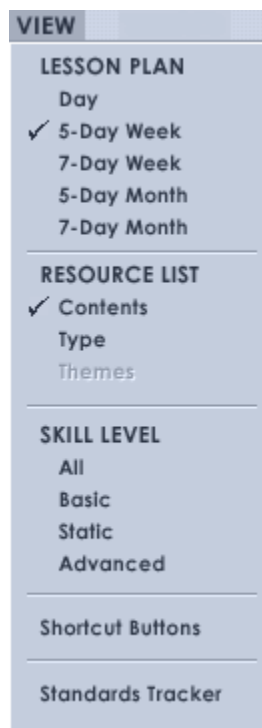 VIEW
LESSON PLAN
Day
5-Day Week
7-Day Week
5-Day Month
7-Day Month
RESOURCE LIST
Contents
Type
Themes
SKILL LEVEL
All
Basic
Static
Advanced
Shortcut Buttons
Standards Tracker